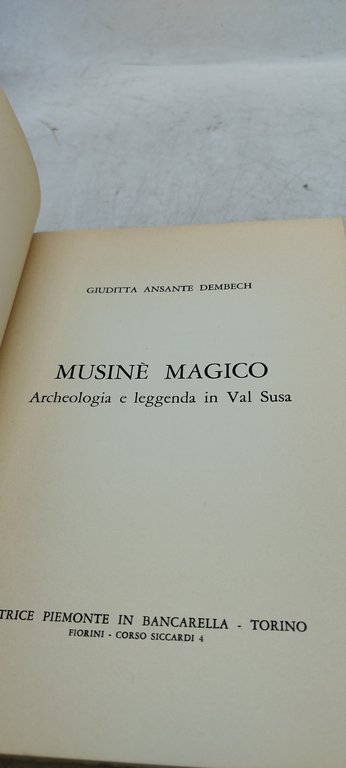 GIUDITTA ANSANTE DEMBECH
MUSINÈ MAGICO
Archeologia e leggenda in Val Susa
TRICE PIEMONTE IN BANCARELLA - TORINO
FIORINI - CORSO SICCARDI 4